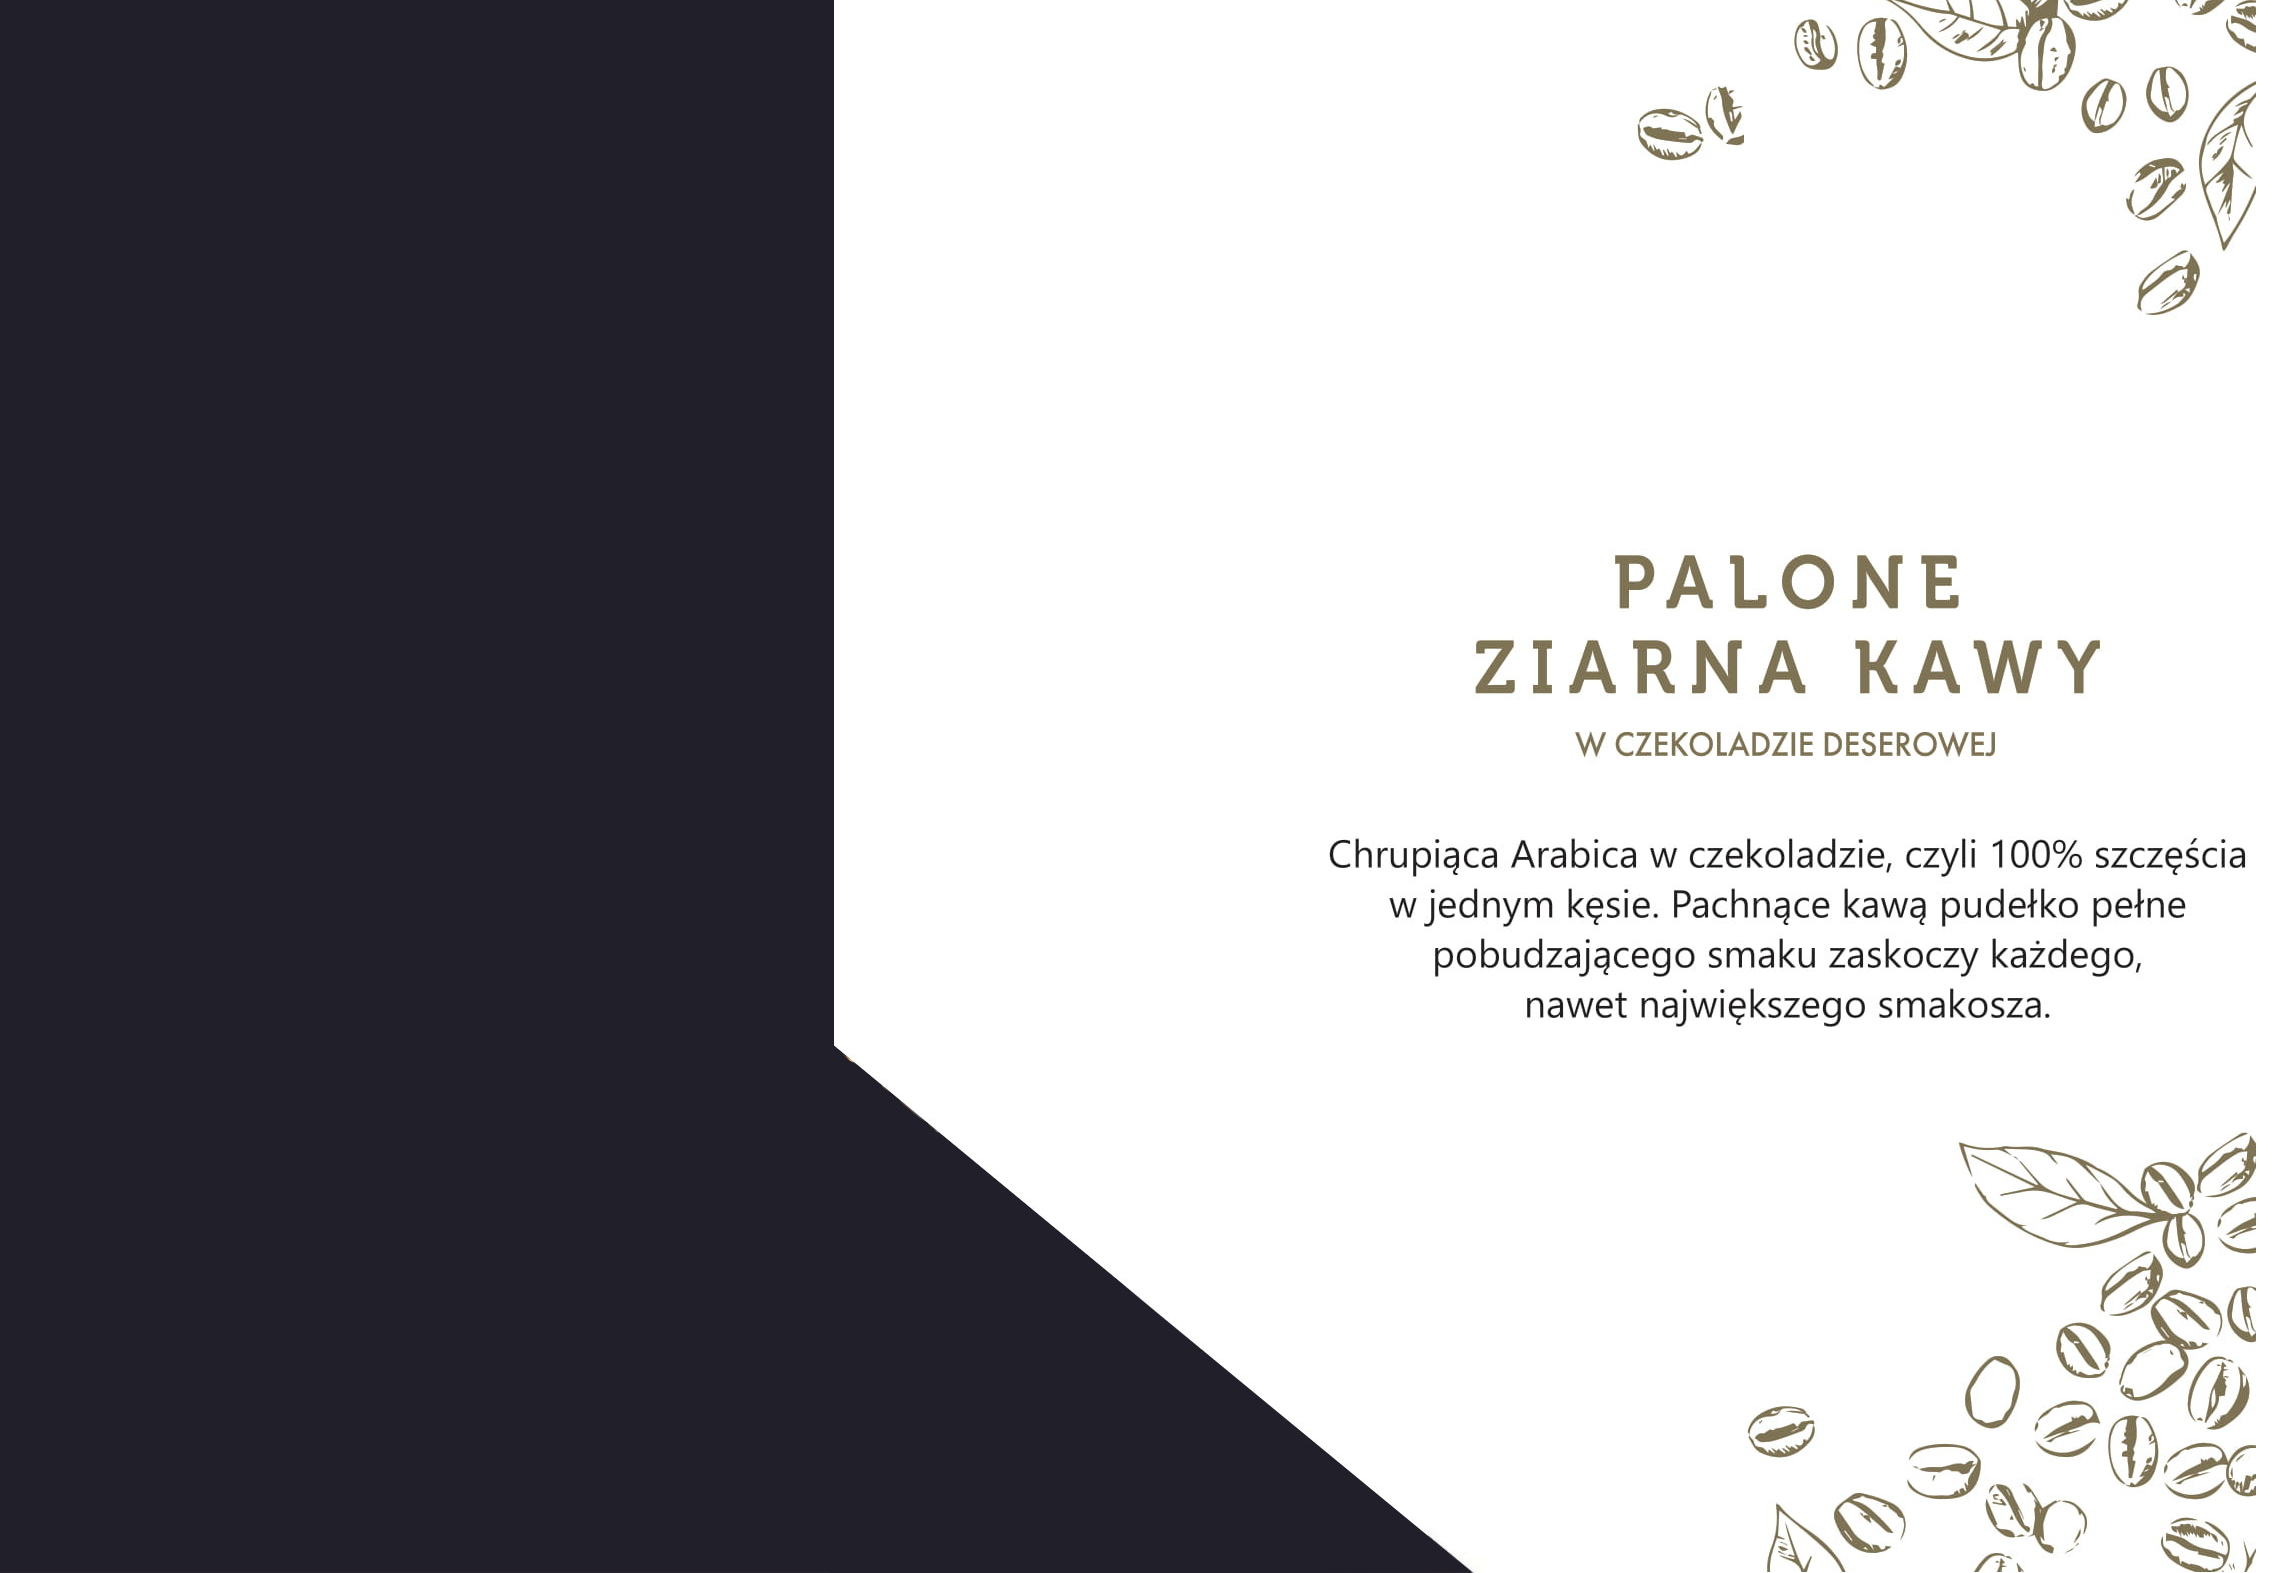 PALONE
ZIARNA KAWY
W CZEKOLADZIE DESEROWEJ
Chrupiąca Arabica w czekoladzie, czyli 100% szczęścia
w jednym kęsie. Pachnące kawą pudełko pełne
pobudzającego smaku zaskoczy każdego,
nawet największego smakosza.